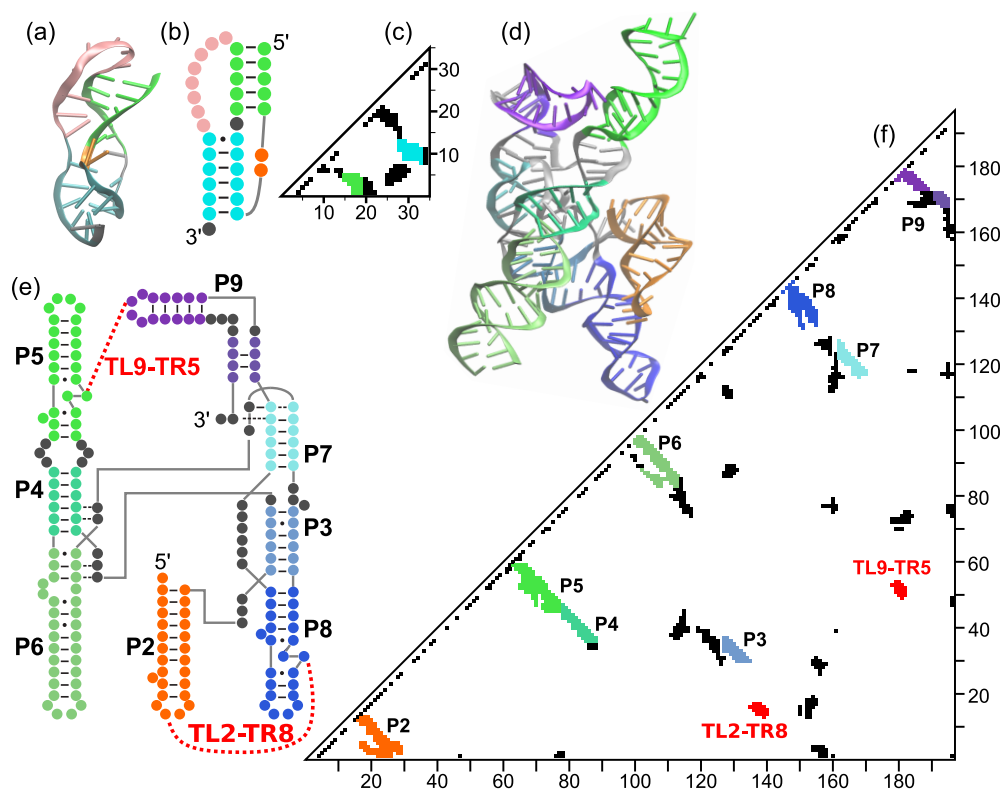 (a)
(b)
(c)
(d)
5'
3'
30
20
10
10 20 30
(e)
P9
P5
TL9-TR5
3'
P7
P4
P3
5'
P6
P2
P8
TL2-TR8
(f)
180
160
140
120
100
80
60
40
20
P9
P8
P7
P6
TL9-TR5
P5
P4
P3
TL2-TR8
P2
20 40 60 80 100 120 140 160 180